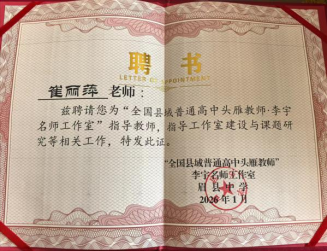 聘书
LETTER OF APPOINTMENT
崔丽萍 老师：
兹聘请您为“全国县城普通高中头雁教师·李宇
名师工作室”指导教师，指导工作室建设与课题研
究等相关工作，特发此证。
“全国县城普通高中头雁教师”
李宇名师工作室
眉县中学
2026年1月